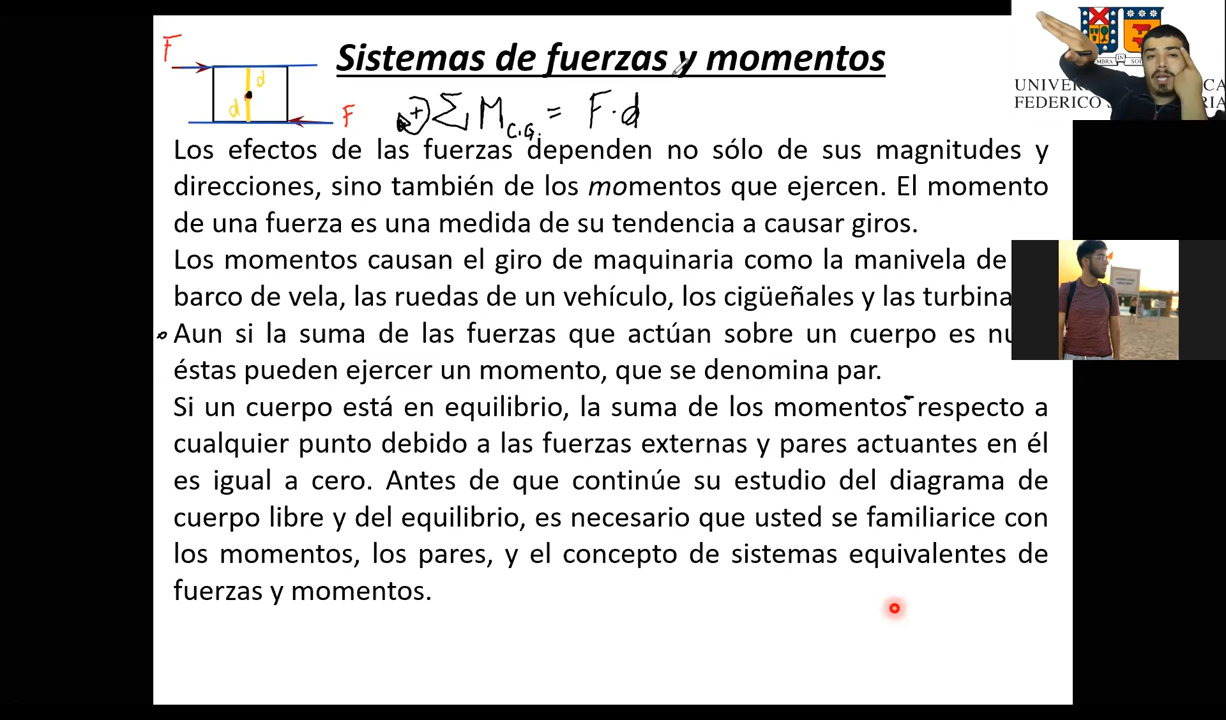 F
Sistemas de fuerzas y momentos
d
d
F
+ ∑ M C.G. = F · d
Los efectos de las fuerzas dependen no sólo de sus magnitudes y
direcciones, sino también de los momentos que ejercen. El momento
de una fuerza es una medida de su tendencia a causar giros.
Los momentos causan el giro de maquinaria como la manivela de
barco de vela, las ruedas de un vehículo, los cigüeñales y las turbina
Aun si la suma de las fuerzas que actúan sobre un cuerpo es nu
éstas pueden ejercer un momento, que se denomina par.
Si un cuerpo está en equilibrio, la suma de los momentos respecto a
cualquier punto debido a las fuerzas externas y pares actuantes en él
es igual a cero. Antes de que continúe su estudio del diagrama de
cuerpo libre y del equilibrio, es necesario que usted se familiarice con
los momentos, los pares, y el concepto de sistemas equivalentes de
fuerzas y momentos.
UNIVER CA
FEDERICO S RIA